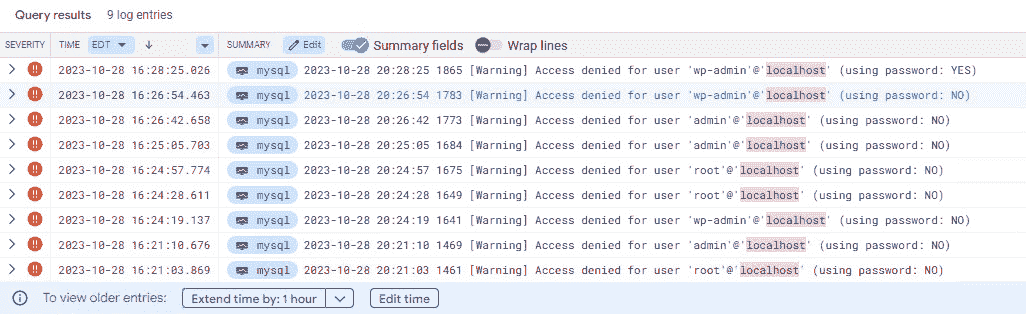 Query results 9 log entries
SEVERITY TIME EDT SUMMARY Edit Summary fields Wrap lines
2023-10-28 16:28:25.026 mysql 2023-10-28 20:28:25 1865 [Warning] Access denied for user 'wp-admin'@'localhost' (using password: YES)
2023-10-28 16:26:54.463 mysql 2023-10-28 20:26:54 1783 [Warning] Access denied for user 'wp-admin'@'localhost' (using password: NO)
2023-10-28 16:26:42.658 mysql 2023-10-28 20:26:42 1773 [Warning] Access denied for user 'admin'@'localhost' (using password: NO)
2023-10-28 16:25:05.703 mysql 2023-10-28 20:25:05 1684 [Warning] Access denied for user 'admin'@'localhost' (using password: NO)
2023-10-28 16:24:57.774 mysql 2023-10-28 20:24:57 1675 [Warning] Access denied for user 'root'@'localhost' (using password: NO)
2023-10-28 16:24:28.611 mysql 2023-10-28 20:24:28 1649 [Warning] Access denied for user 'root'@'localhost' (using password: NO)
2023-10-28 16:24:19.137 mysql 2023-10-28 20:24:19 1641 [Warning] Access denied for user 'wp-admin'@'localhost' (using password: NO)
2023-10-28 16:21:10.676 mysql 2023-10-28 20:21:10 1469 [Warning] Access denied for user 'admin'@'localhost' (using password: NO)
2023-10-28 16:21:03.869 mysql 2023-10-28 20:21:03 1461 [Warning] Access denied for user 'root'@'localhost' (using password: NO)
To view older entries: Extend time by: 1 hour Edit time